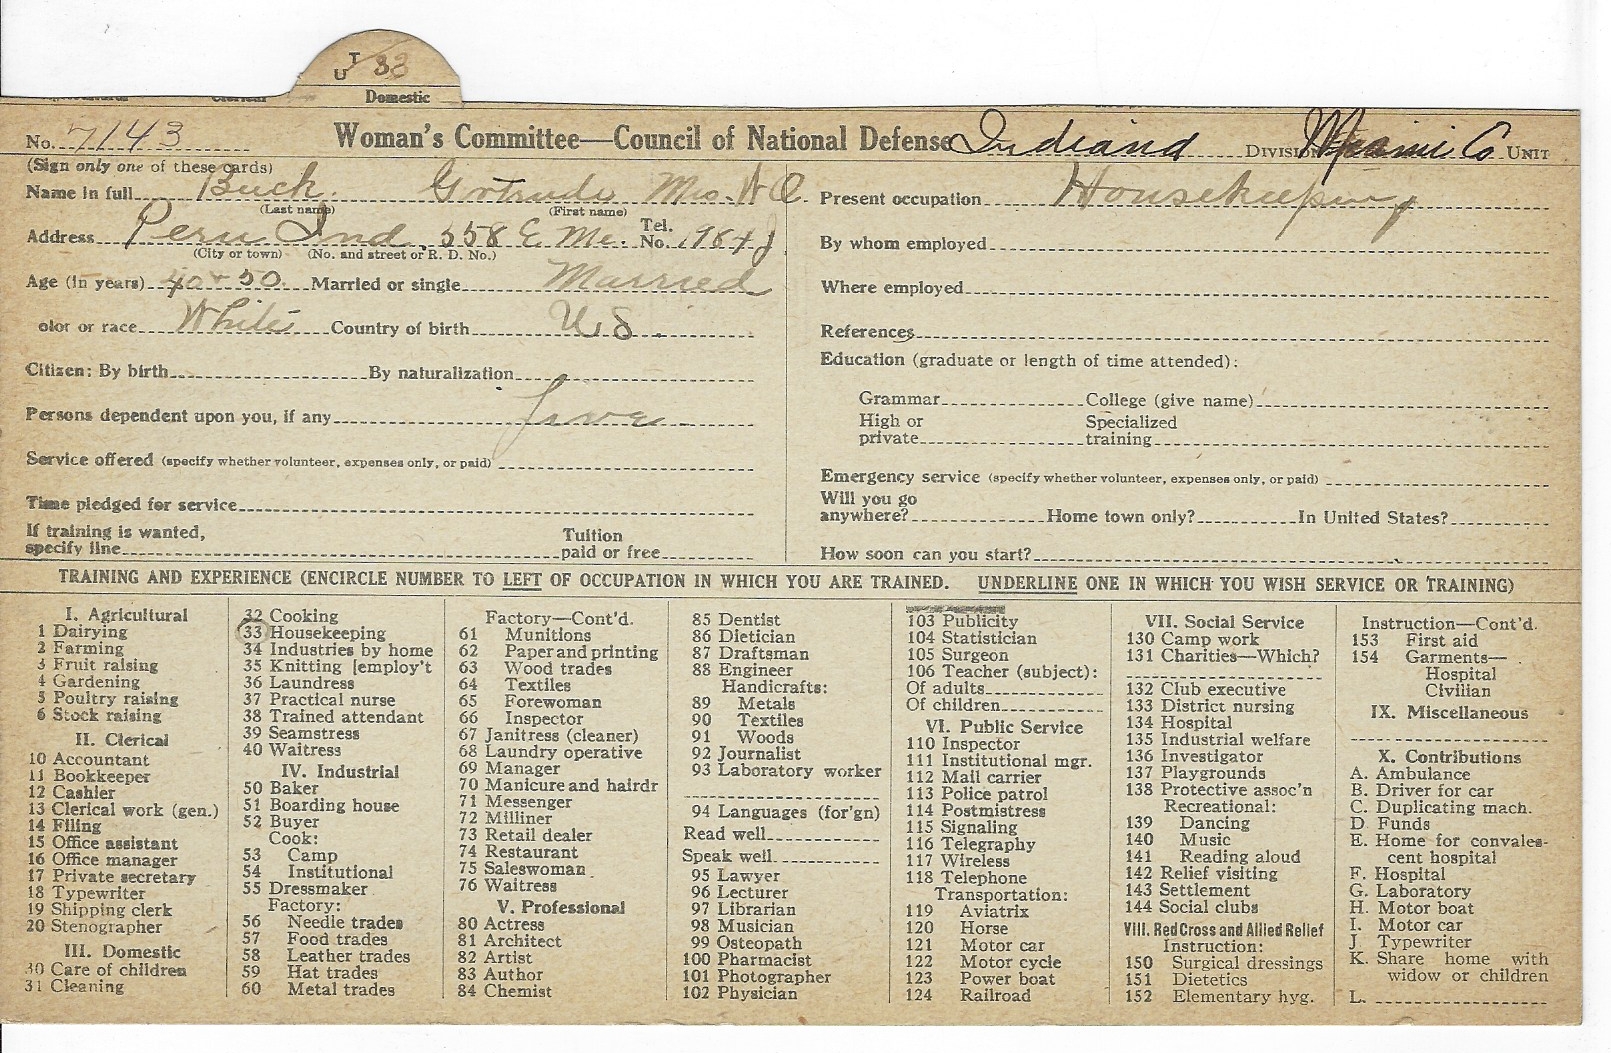 T
U 33
Domestic
No. 7143 Woman's Committee—Council of National Defense Indiana DIVISION Miami Co UNIT
(Sign only one of these cards)
Name in full Buck Gertrude Mrs. W C.
(Last name) (First name)
Address Peru Ind. 558 E Mc. Tel. No. 1984 J
(City or town) (No. and street or R. D. No.)
Age (in years) 40 + 50. Married or single Married
olor or race White Country of birth U.S.
Citizen: By birth By naturalization
Persons dependent upon you, if any
Service offered (specify whether volunteer, expenses only, or paid)
Time pledged for service
If training is wanted, specify line Tuition paid or free
Present occupation Housekeeping
By whom employed
Where employed
References
Education (graduate or length of time attended):
Grammar College (give name)
High or private Specialized training
Emergency service (specify whether volunteer, expenses only, or paid)
Will you go anywhere? Home town only? In United States?
How soon can you start?
TRAINING AND EXPERIENCE (ENCIRCLE NUMBER TO LEFT OF OCCUPATION IN WHICH YOU ARE TRAINED. UNDERLINE ONE IN WHICH YOU WISH SERVICE OR TRAINING)
I. Agricultural
1 Dairying
2 Farming
3 Fruit raising
4 Gardening
5 Poultry raising
6 Stock raising
II. Clerical
10 Accountant
11 Bookkeeper
12 Cashier
13 Clerical work (gen.)
14 Filing
15 Office assistant
16 Office manager
17 Private secretary
18 Typewriter
19 Shipping clerk
20 Stenographer
III. Domestic
30 Care of children
31 Cleaning
32 Cooking
33 Housekeeping
34 Industries by home
35 Knitting [employ't
36 Laundress
37 Practical nurse
38 Trained attendant
39 Seamstress
40 Waitress
IV. Industrial
50 Baker
51 Boarding house
52 Buyer
Cook:
53 Camp
54 Institutional
55 Dressmaker
Factory:
56 Needle trades
57 Food trades
58 Leather trades
59 Hat trades
60 Metal trades
Factory—Cont'd.
61 Munitions
62 Paper and printing
63 Wood trades
64 Textiles
65 Forewoman
66 Inspector
67 Janitress (cleaner)
68 Laundry operative
69 Manager
70 Manicure and hairdr
71 Messenger
72 Milliner
73 Retail dealer
74 Restaurant
75 Saleswoman
76 Waitress
V. Professional
80 Actress
81 Architect
82 Artist
83 Author
84 Chemist
85 Dentist
86 Dietician
87 Draftsman
88 Engineer
Handicrafts:
89 Metals
90 Textiles
91 Woods
92 Journalist
93 Laboratory worker
94 Languages (for'gn)
Read well
Speak well
95 Lawyer
96 Lecturer
97 Librarian
98 Musician
99 Osteopath
100 Pharmacist
101 Photographer
102 Physician
103 Publicity
104 Statistician
105 Surgeon
106 Teacher (subject):
Of adults
Of children
VI. Public Service
110 Inspector
111 Institutional mgr.
112 Mail carrier
113 Police patrol
114 Postmistress
115 Signaling
116 Telegraphy
117 Wireless
118 Telephone
Transportation:
119 Aviatrix
120 Horse
121 Motor car
122 Motor cycle
123 Power boat
124 Railroad
VII. Social Service
130 Camp work
131 Charities—Which?
132 Club executive
133 District nursing
134 Hospital
135 Industrial welfare
136 Investigator
137 Playgrounds
138 Protective assoc'n
Recreational:
139 Dancing
140 Music
141 Reading aloud
142 Relief visiting
143 Settlement
144 Social clubs
VIII. Red Cross and Allied Relief
Instruction:
150 Surgical dressings
151 Dietetics
152 Elementary hyg.
Instruction—Cont'd.
153 First aid
154 Garments—
Hospital
Civilian
IX. Miscellaneous
X. Contributions
A. Ambulance
B. Driver for car
C. Duplicating mach.
D. Funds
E. Home for convales-
cent hospital
F. Hospital
G. Laboratory
H. Motor boat
I. Motor car
J. Typewriter
K. Share home with
widow or children
L.